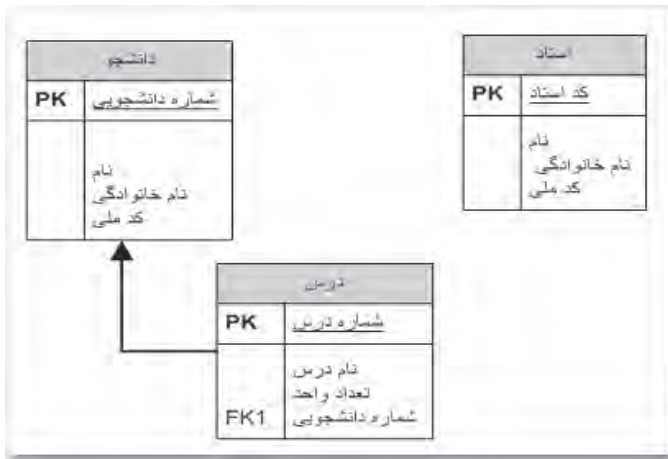 دانشجو
PK شماره دانشجویی
نام
نام خانوادگی
کد ملی
استاد
PK کد استاد
نام
نام خانوادگی
کد ملی
درس
PK شماره درس
نام درس
تعداد واحد
FK1 شماره دانشجویی